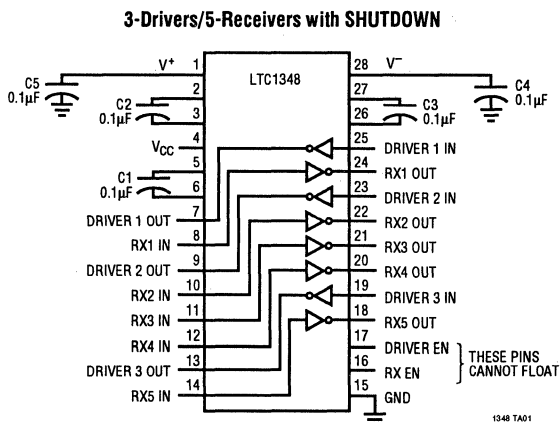 3-Drivers/5-Receivers with SHUTDOWN
LTC1348
C5
0.1µF
V+
1
2
C2
0.1µF
3
4
VCC
5
C1
0.1µF
6
7
DRIVER 1 OUT
8
RX1 IN
9
DRIVER 2 OUT
10
RX2 IN
11
RX3 IN
12
RX4 IN
13
DRIVER 3 OUT
14
RX5 IN
28
V–
C4
0.1µF
27
C3
0.1µF
26
25
DRIVER 1 IN
24
RX1 OUT
23
DRIVER 2 IN
22
RX2 OUT
21
RX3 OUT
20
RX4 OUT
19
DRIVER 3 IN
18
RX5 OUT
17
DRIVER EN
16
RX EN
THESE PINS
CANNOT FLOAT
15
GND
1348 TA01